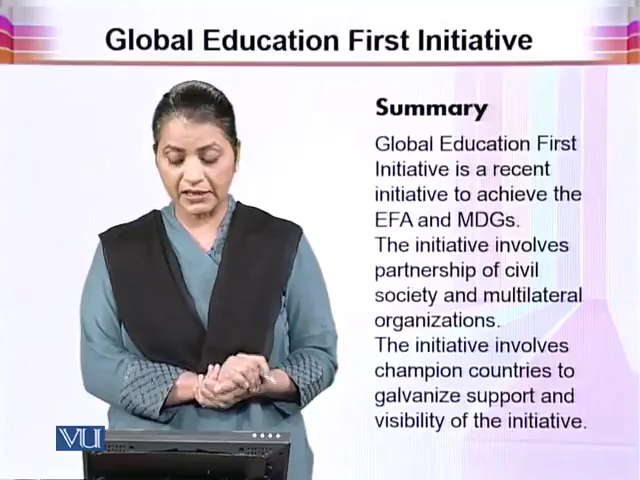 Global Education First Initiative
Summary
Global Education First
Initiative is a recent
initiative to achieve the
EFA and MDGs.
The initiative involves
partnership of civil
society and multilateral
organizations.
The initiative involves
champion countries to
galvanize support and
visibility of the initiative.
VU